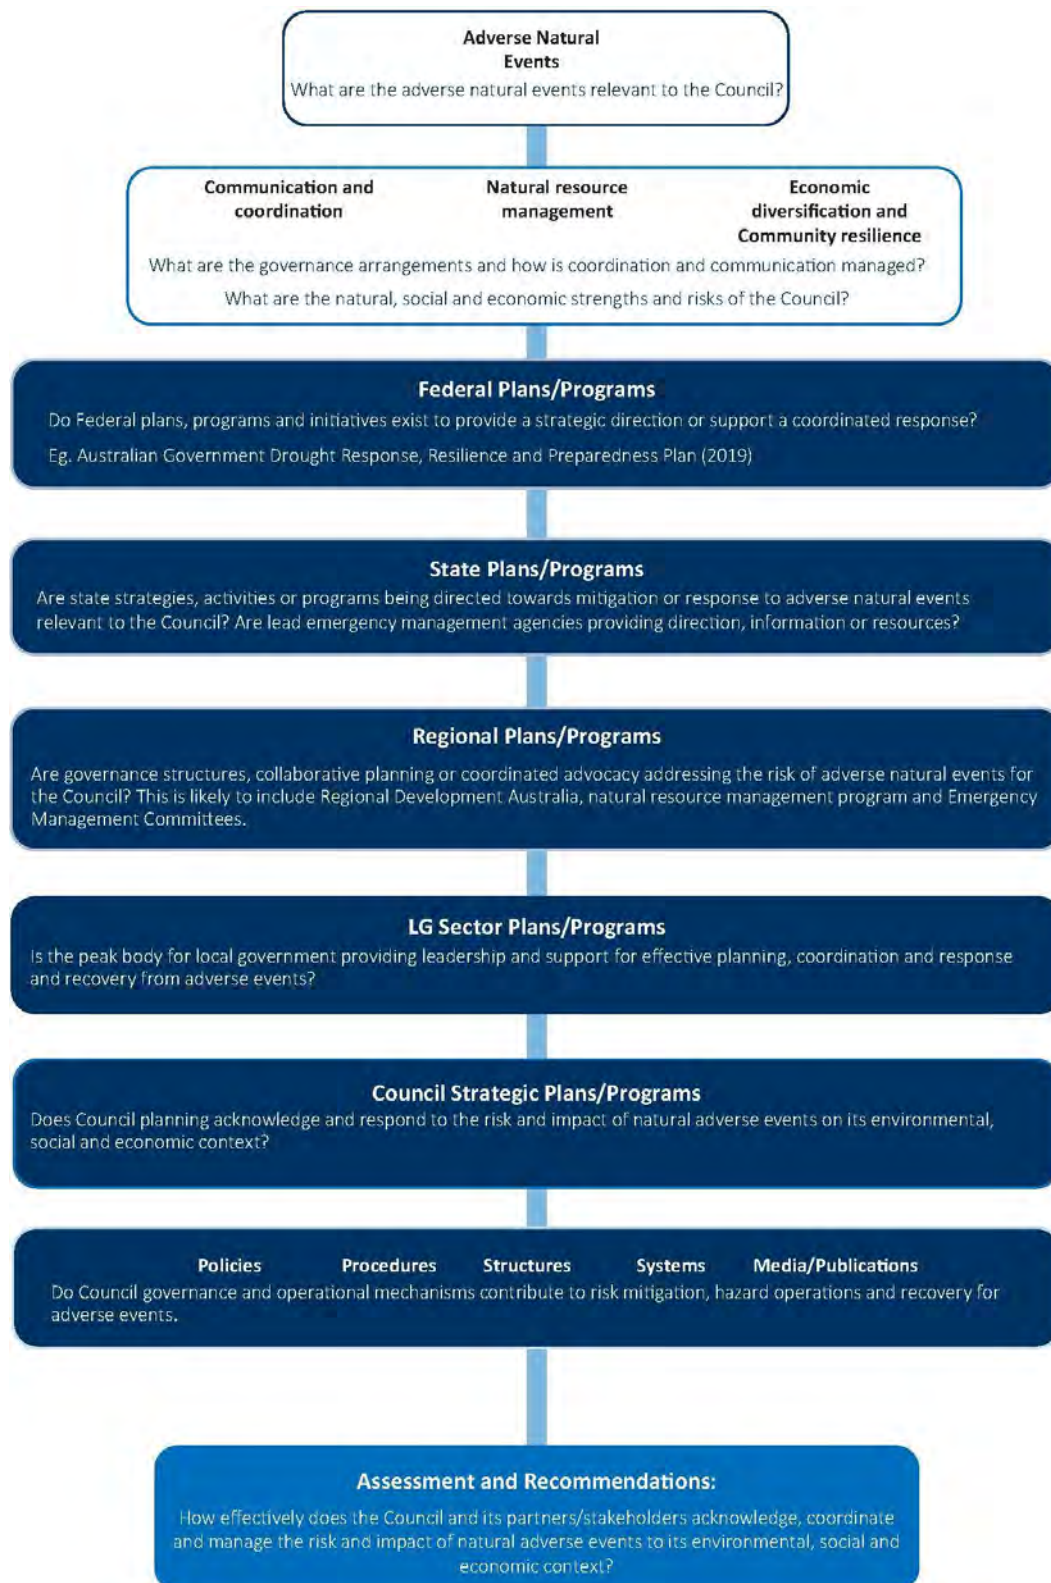 Adverse Natural
Events
What are the adverse natural events relevant to the Council?
Communication and
coordination
Natural resource
management
Economic
diversification and
Community resilience
What are the governance arrangements and how is coordination and communication managed?
What are the natural, social and economic strengths and risks of the Council?
Federal Plans/Programs
Do Federal plans, programs and initiatives exist to provide a strategic direction or support a coordinated response?
Eg. Australian Government Drought Response, Resilience and Preparedness Plan (2019)
State Plans/Programs
Are state strategies, activities or programs being directed towards mitigation or response to adverse natural events
relevant to the Council? Are lead emergency management agencies providing direction, information or resources?
Regional Plans/Programs
Are governance structures, collaborative planning or coordinated advocacy addressing the risk of adverse natural events for
the Council? This is likely to include Regional Development Australia, natural resource management program and Emergency
Management Committees.
LG Sector Plans/Programs
Is the peak body for local government providing leadership and support for effective planning, coordination and response
and recovery from adverse events?
Council Strategic Plans/Programs
Does Council planning acknowledge and respond to the risk and impact of natural adverse events on its environmental,
social and economic context?
Policies Procedures Structures Systems Media/Publications
Do Council governance and operational mechanisms contribute to risk mitigation, hazard operations and recovery for
adverse events.
Assessment and Recommendations:
How effectively does the Council and its partners/stakeholders acknowledge, coordinate
and manage the risk and impact of natural adverse events to its environmental, social and
economic context?